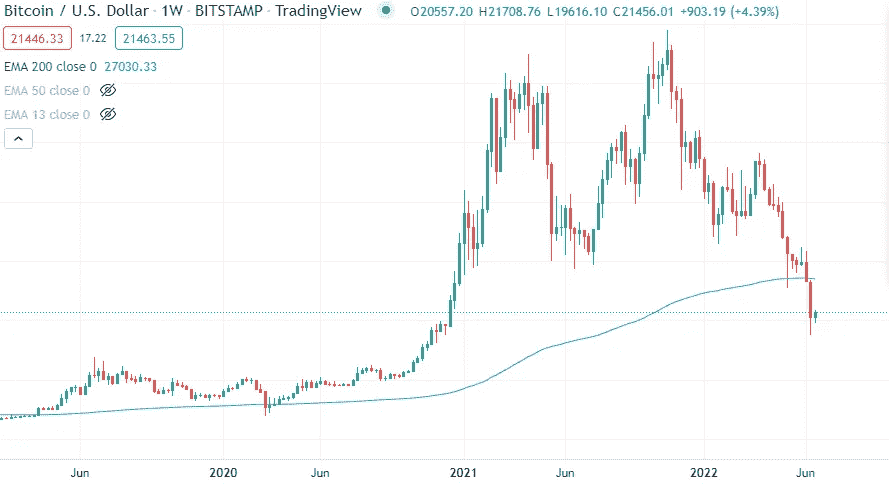 Bitcoin / U.S. Dollar · 1W · BITSTAMP · TradingView O20557.20 H21708.76 L19616.10 C21456.01 +903.19 (+4.39%)
21446.33 17.22 21463.55
EMA 200 close 0 27030.33
EMA 50 close 0
EMA 13 close 0
Jun 2020 Jun 2021 Jun 2022 Jun